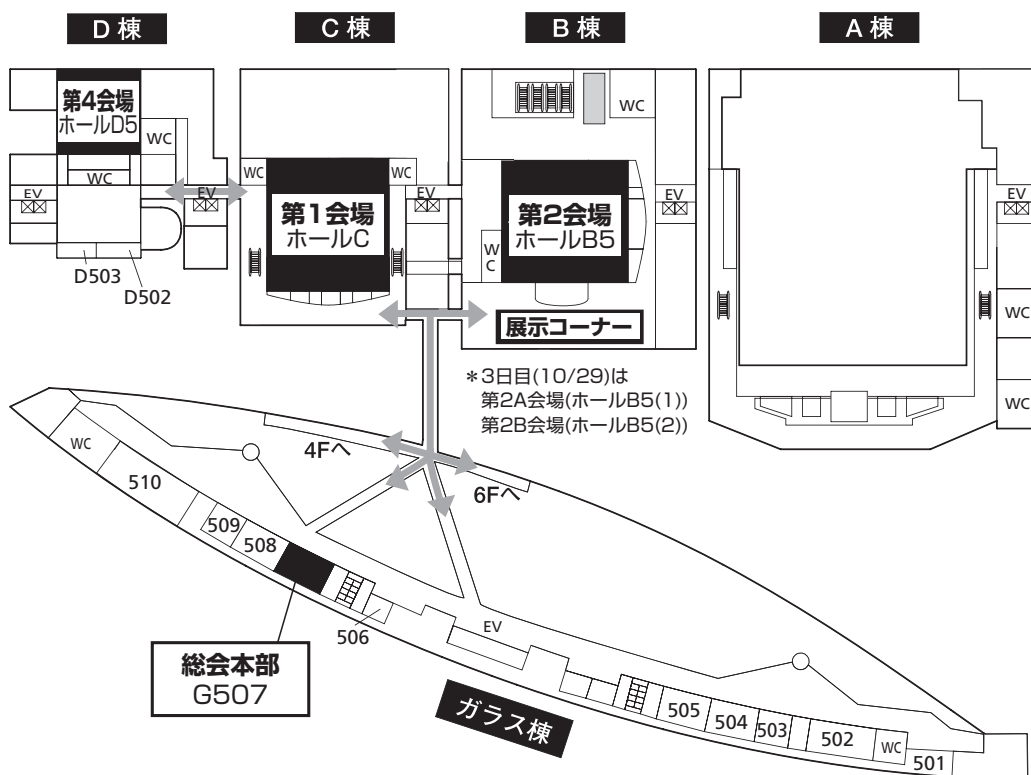 D棟
C棟
B棟
A棟
第4会場
ホールD5
WC
WC
EV
EV
D503
D502
WC
WC
第1会場
ホールC
EV
WC
第2会場
ホールB5
WC
EV
展示コーナー
*3日目(10/29)は
第2A会場(ホールB5(1))
第2B会場(ホールB5(2))
EV
WC
WC
4Fへ
6Fへ
WC
510
509
508
506
総会本部
G507
EV
ガラス棟
505
504
503
502
WC
501